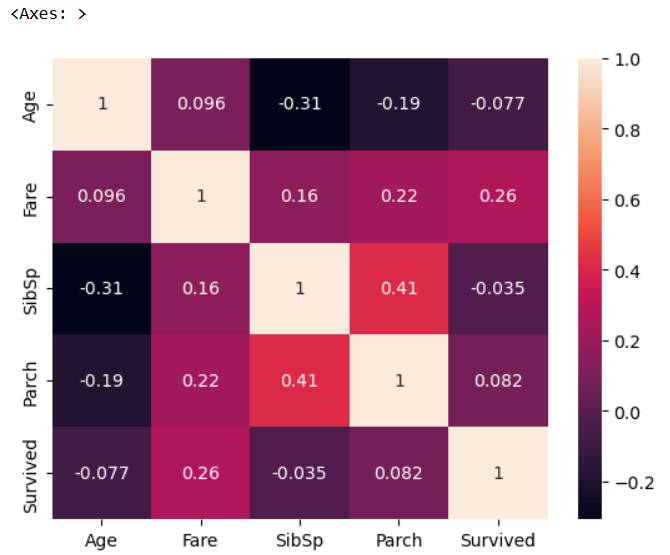 <Axes: >
1.0
Age 1 0.096 -0.31 -0.19 -0.077
0.8
Fare 0.096 1 0.16 0.22 0.26
0.6
SibSp -0.31 0.16 1 0.41 -0.035
0.4
0.2
Parch -0.19 0.22 0.41 1 0.082
0.0
Survived -0.077 0.26 -0.035 0.082 1
−0.2
Age Fare SibSp Parch Survived